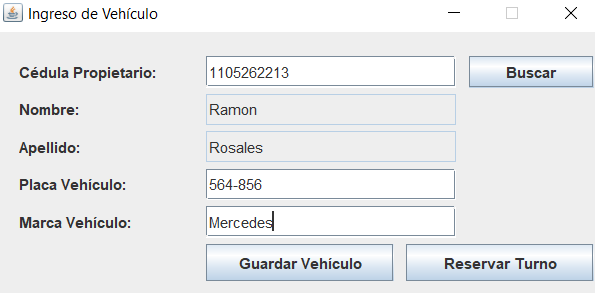 Ingreso de Vehículo
Cédula Propietario: 1105262213 Buscar
Nombre: Ramon
Apellido: Rosales
Placa Vehículo: 564-856
Marca Vehículo: Mercedes
Guardar Vehículo Reservar Turno